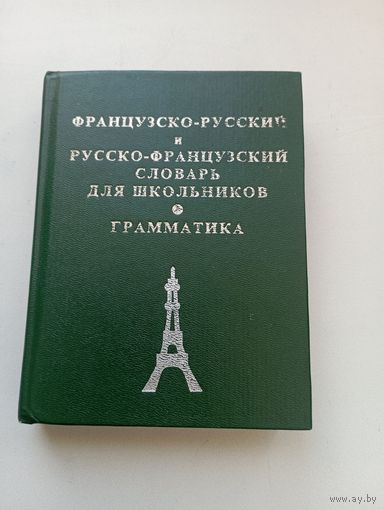 ФРАНЦУЗСКО-РУССКИЙ
и
РУССКО-ФРАНЦУЗСКИЙ
СЛОВАРЬ
ДЛЯ ШКОЛЬНИКОВ
ГРАММАТИКА
www.ay.by